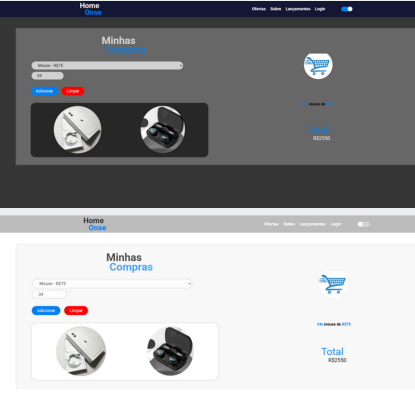 Home
Onse
Ofertas Sobre Lançamentos Login
Minhas
Compras
Mouse - R$75
34
Adicionar Limpar
mouse de
Total
R$2550
Home
Onse
Ofertas Sobre Lançamentos Login
Minhas
Compras
Mouse - R$75
34
Adicionar Limpar
34x mouse de R$75
Total
R$2550